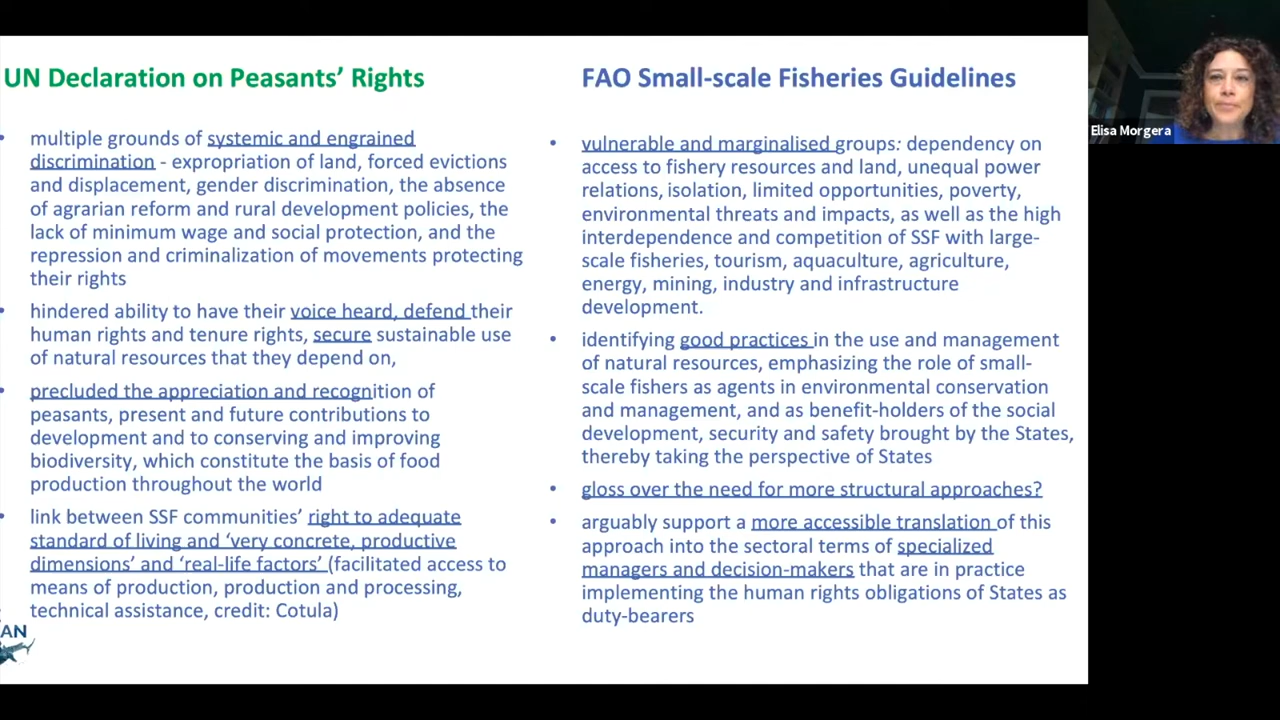 UN Declaration on Peasants' Rights
multiple grounds of systemic and engrained
discrimination - expropriation of land, forced evictions
and displacement, gender discrimination, the absence
of agrarian reform and rural development policies, the
lack of minimum wage and social protection, and the
repression and criminalization of movements protecting
their rights
hindered ability to have their voice heard, defend their
human rights and tenure rights, secure sustainable use
of natural resources that they depend on,
precluded the appreciation and recognition of
peasants, present and future contributions to
development and to conserving and improving
biodiversity, which constitute the basis of food
production throughout the world
link between SSF communities' right to adequate
standard of living and 'very concrete, productive
dimensions' and 'real-life factors' (facilitated access to
means of production, production and processing,
technical assistance, credit: Cotula)
AN
FAO Small-scale Fisheries Guidelines
vulnerable and marginalised groups: dependency on
access to fishery resources and land, unequal power
relations, isolation, limited opportunities, poverty,
environmental threats and impacts, as well as the high
interdependence and competition of SSF with large-
scale fisheries, tourism, aquaculture, agriculture,
energy, mining, industry and infrastructure
development.
identifying good practices in the use and management
of natural resources, emphasizing the role of small-
scale fishers as agents in environmental conservation
and management, and as benefit-holders of the social
development, security and safety brought by the States,
thereby taking the perspective of States
gloss over the need for more structural approaches?
arguably support a more accessible translation of this
approach into the sectoral terms of specialized
managers and decision-makers that are in practice
implementing the human rights obligations of States as
duty-bearers
Elisa Morgera